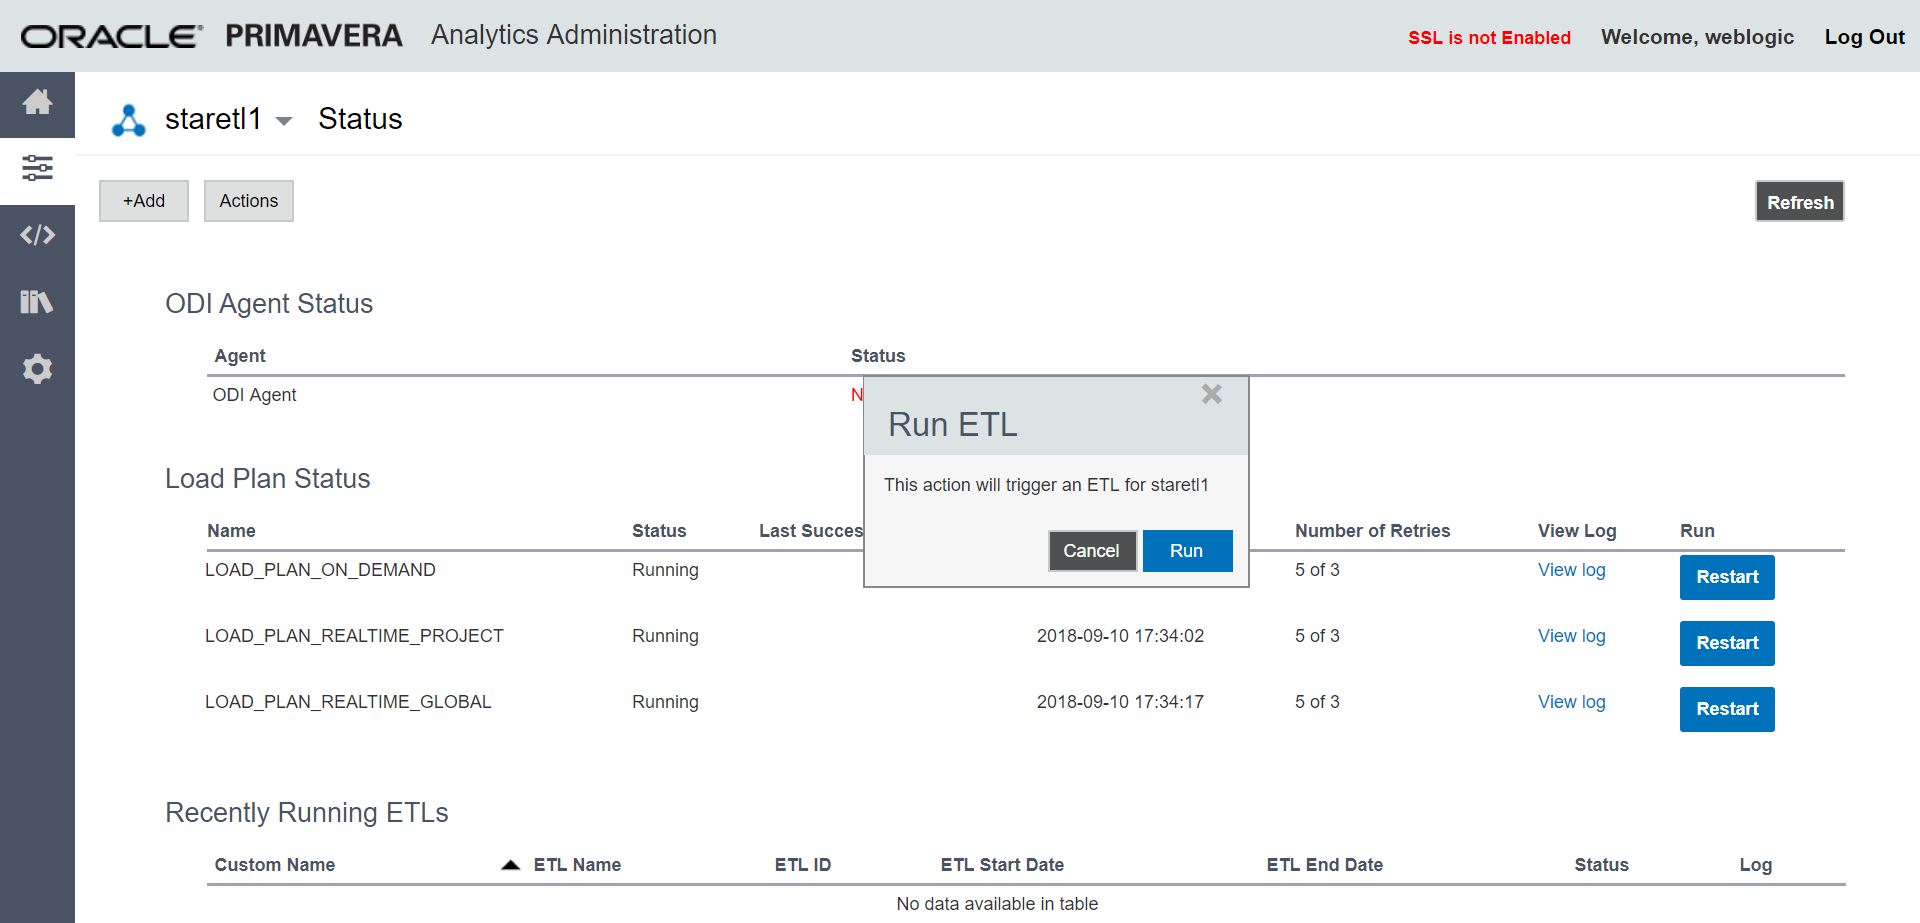 ORACLE PRIMAVERA Analytics Administration SSL is not Enabled Welcome, weblogic Log Out
staretl1 Status
+Add Actions Refresh
ODI Agent Status
Agent Status
ODI Agent N
Run ETL
This action will trigger an ETL for staretl1
Cancel Run
Load Plan Status
Name Status Last Succes Number of Retries View Log Run
LOAD_PLAN_ON_DEMAND Running 5 of 3 View log Restart
LOAD_PLAN_REALTIME_PROJECT Running 2018-09-10 17:34:02 5 of 3 View log Restart
LOAD_PLAN_REALTIME_GLOBAL Running 2018-09-10 17:34:17 5 of 3 View log Restart
Recently Running ETLs
Custom Name ETL Name ETL ID ETL Start Date ETL End Date Status Log
No data available in table